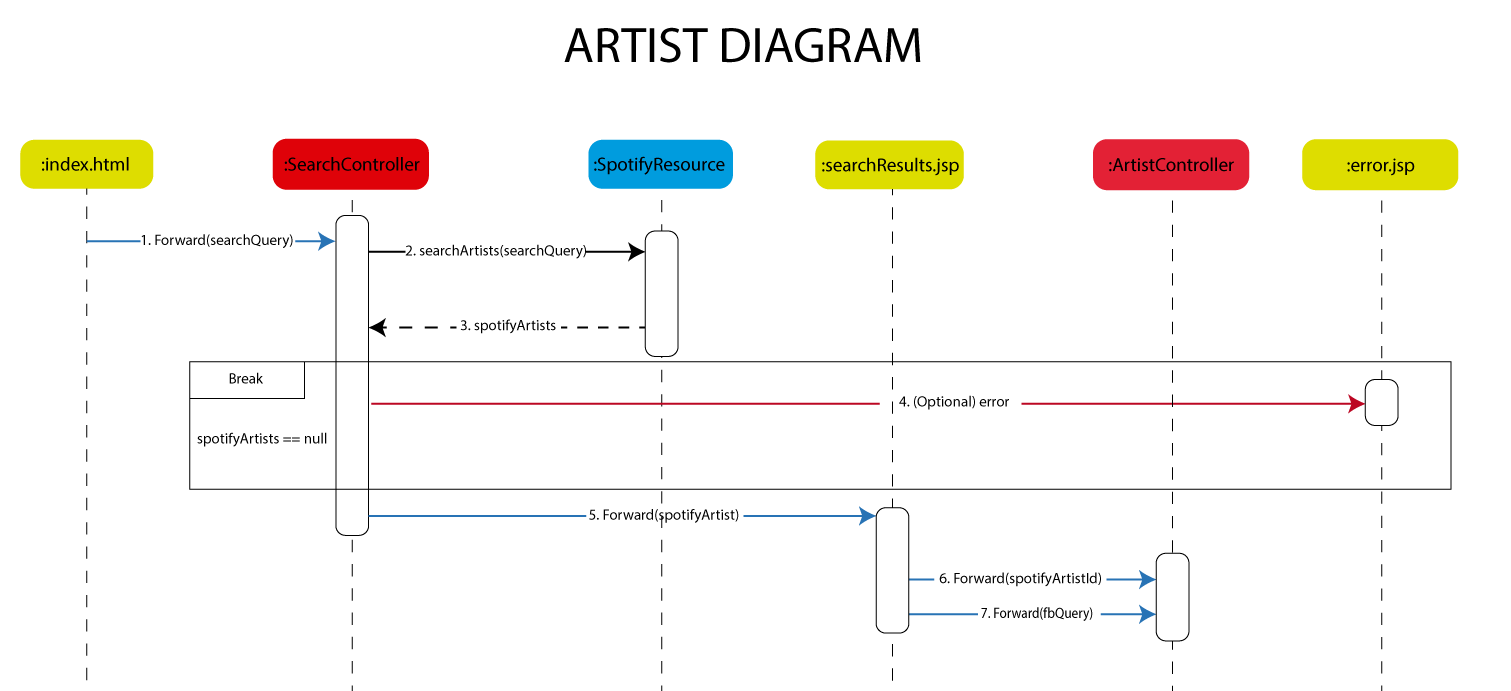 ARTIST DIAGRAM
:index.html
:SearchController
:SpotifyResource
:searchResults.jsp
:ArtistController
:error.jsp
1. Forward(searchQuery)
2. searchArtists(searchQuery)
3. spotifyArtists
Break
4. (Optional) error
spotifyArtists == null
5. Forward(spotifyArtist)
6. Forward(spotifyArtistId)
7. Forward(fbQuery)